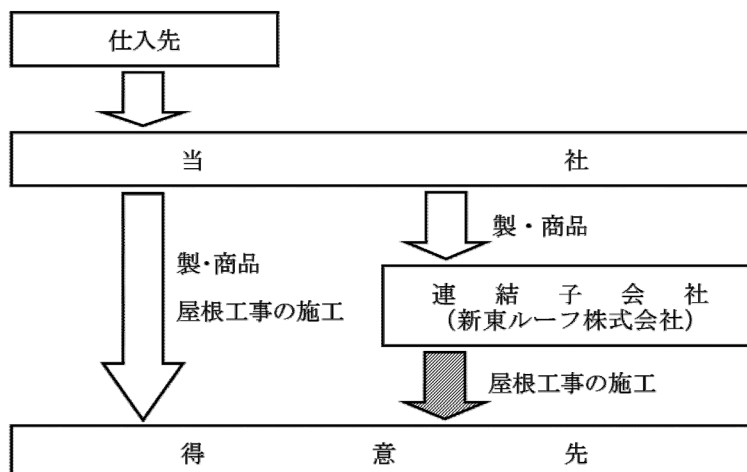 仕入先
当 社
製・商品
製・商品
屋根工事の施工
連 結 子 会 社
(新東ルーフ株式会社)
屋根工事の施工
得 意 先